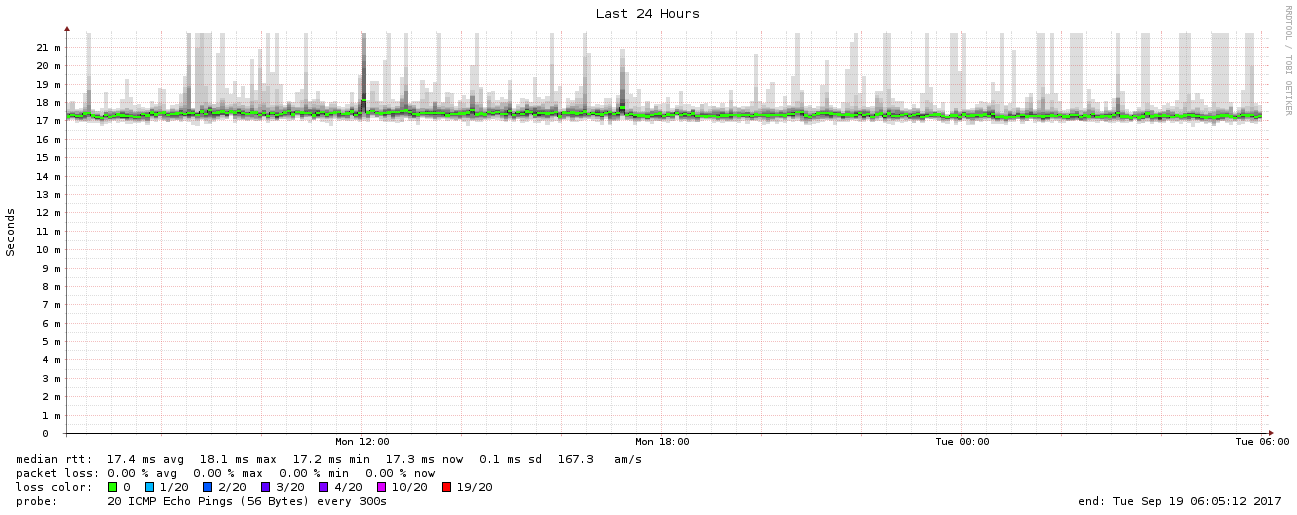 Last 24 Hours
RRDTOOL / TOBI OETIKER
Seconds
21 m
20 m
19 m
18 m
17 m
16 m
15 m
14 m
13 m
12 m
11 m
10 m
9 m
8 m
7 m
6 m
5 m
4 m
3 m
2 m
1 m
0
Mon 12:00 Mon 18:00 Tue 00:00 Tue 06:00
median rtt: 17.4 ms avg 18.1 ms max 17.2 ms min 17.3 ms now 0.1 ms sd 167.3 am/s
packet loss: 0.00 % avg 0.00 % max 0.00 % min 0.00 % now
loss color: 0 1/20 2/20 3/20 4/20 10/20 19/20
probe: 20 ICMP Echo Pings (56 Bytes) every 300s end: Tue Sep 19 06:05:12 2017